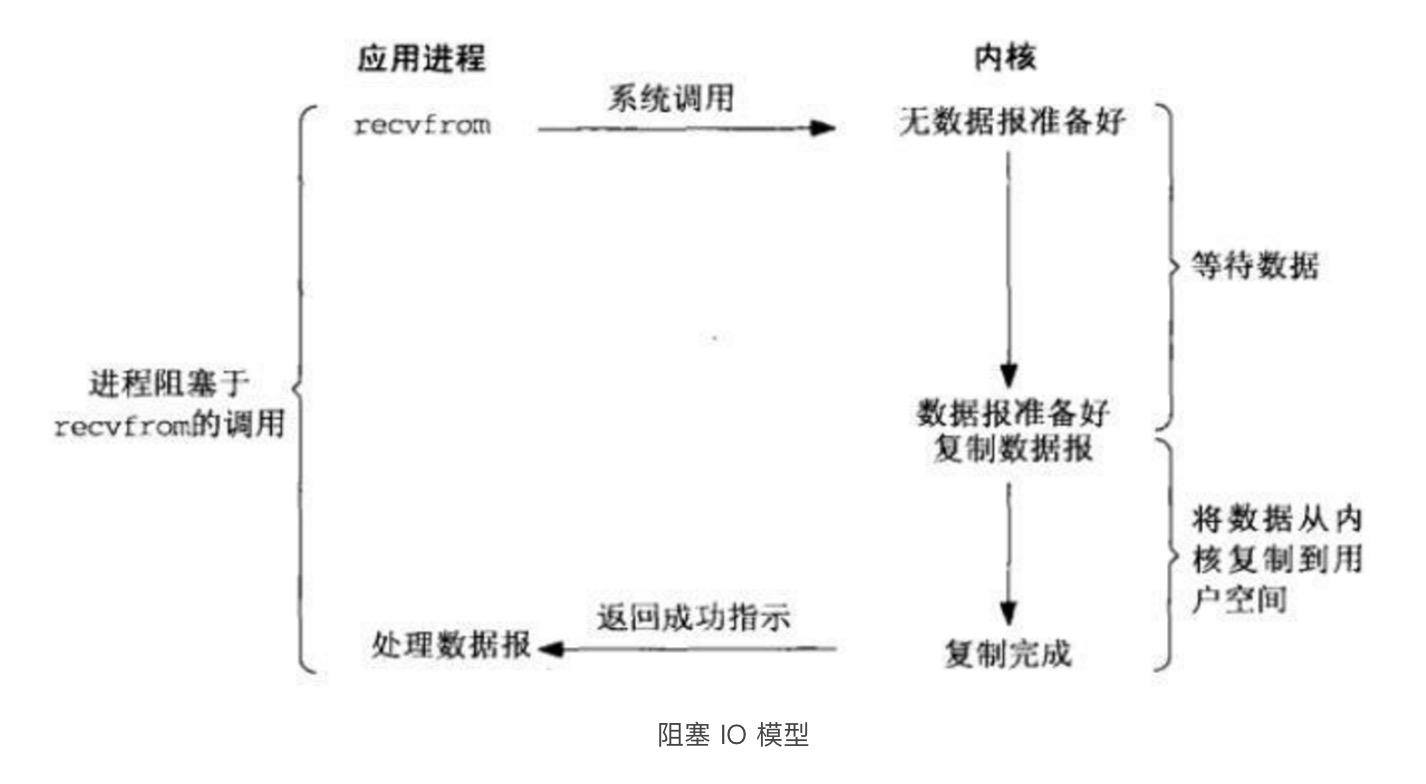 应用进程
内核
系统调用
recvfrom
无数据报准备好
等待数据
进程阻塞于
recvfrom的调用
数据报准备好
复制数据报
将数据从内
核复制到用
户空间
返回成功指示
处理数据报
复制完成
阻塞 IO 模型